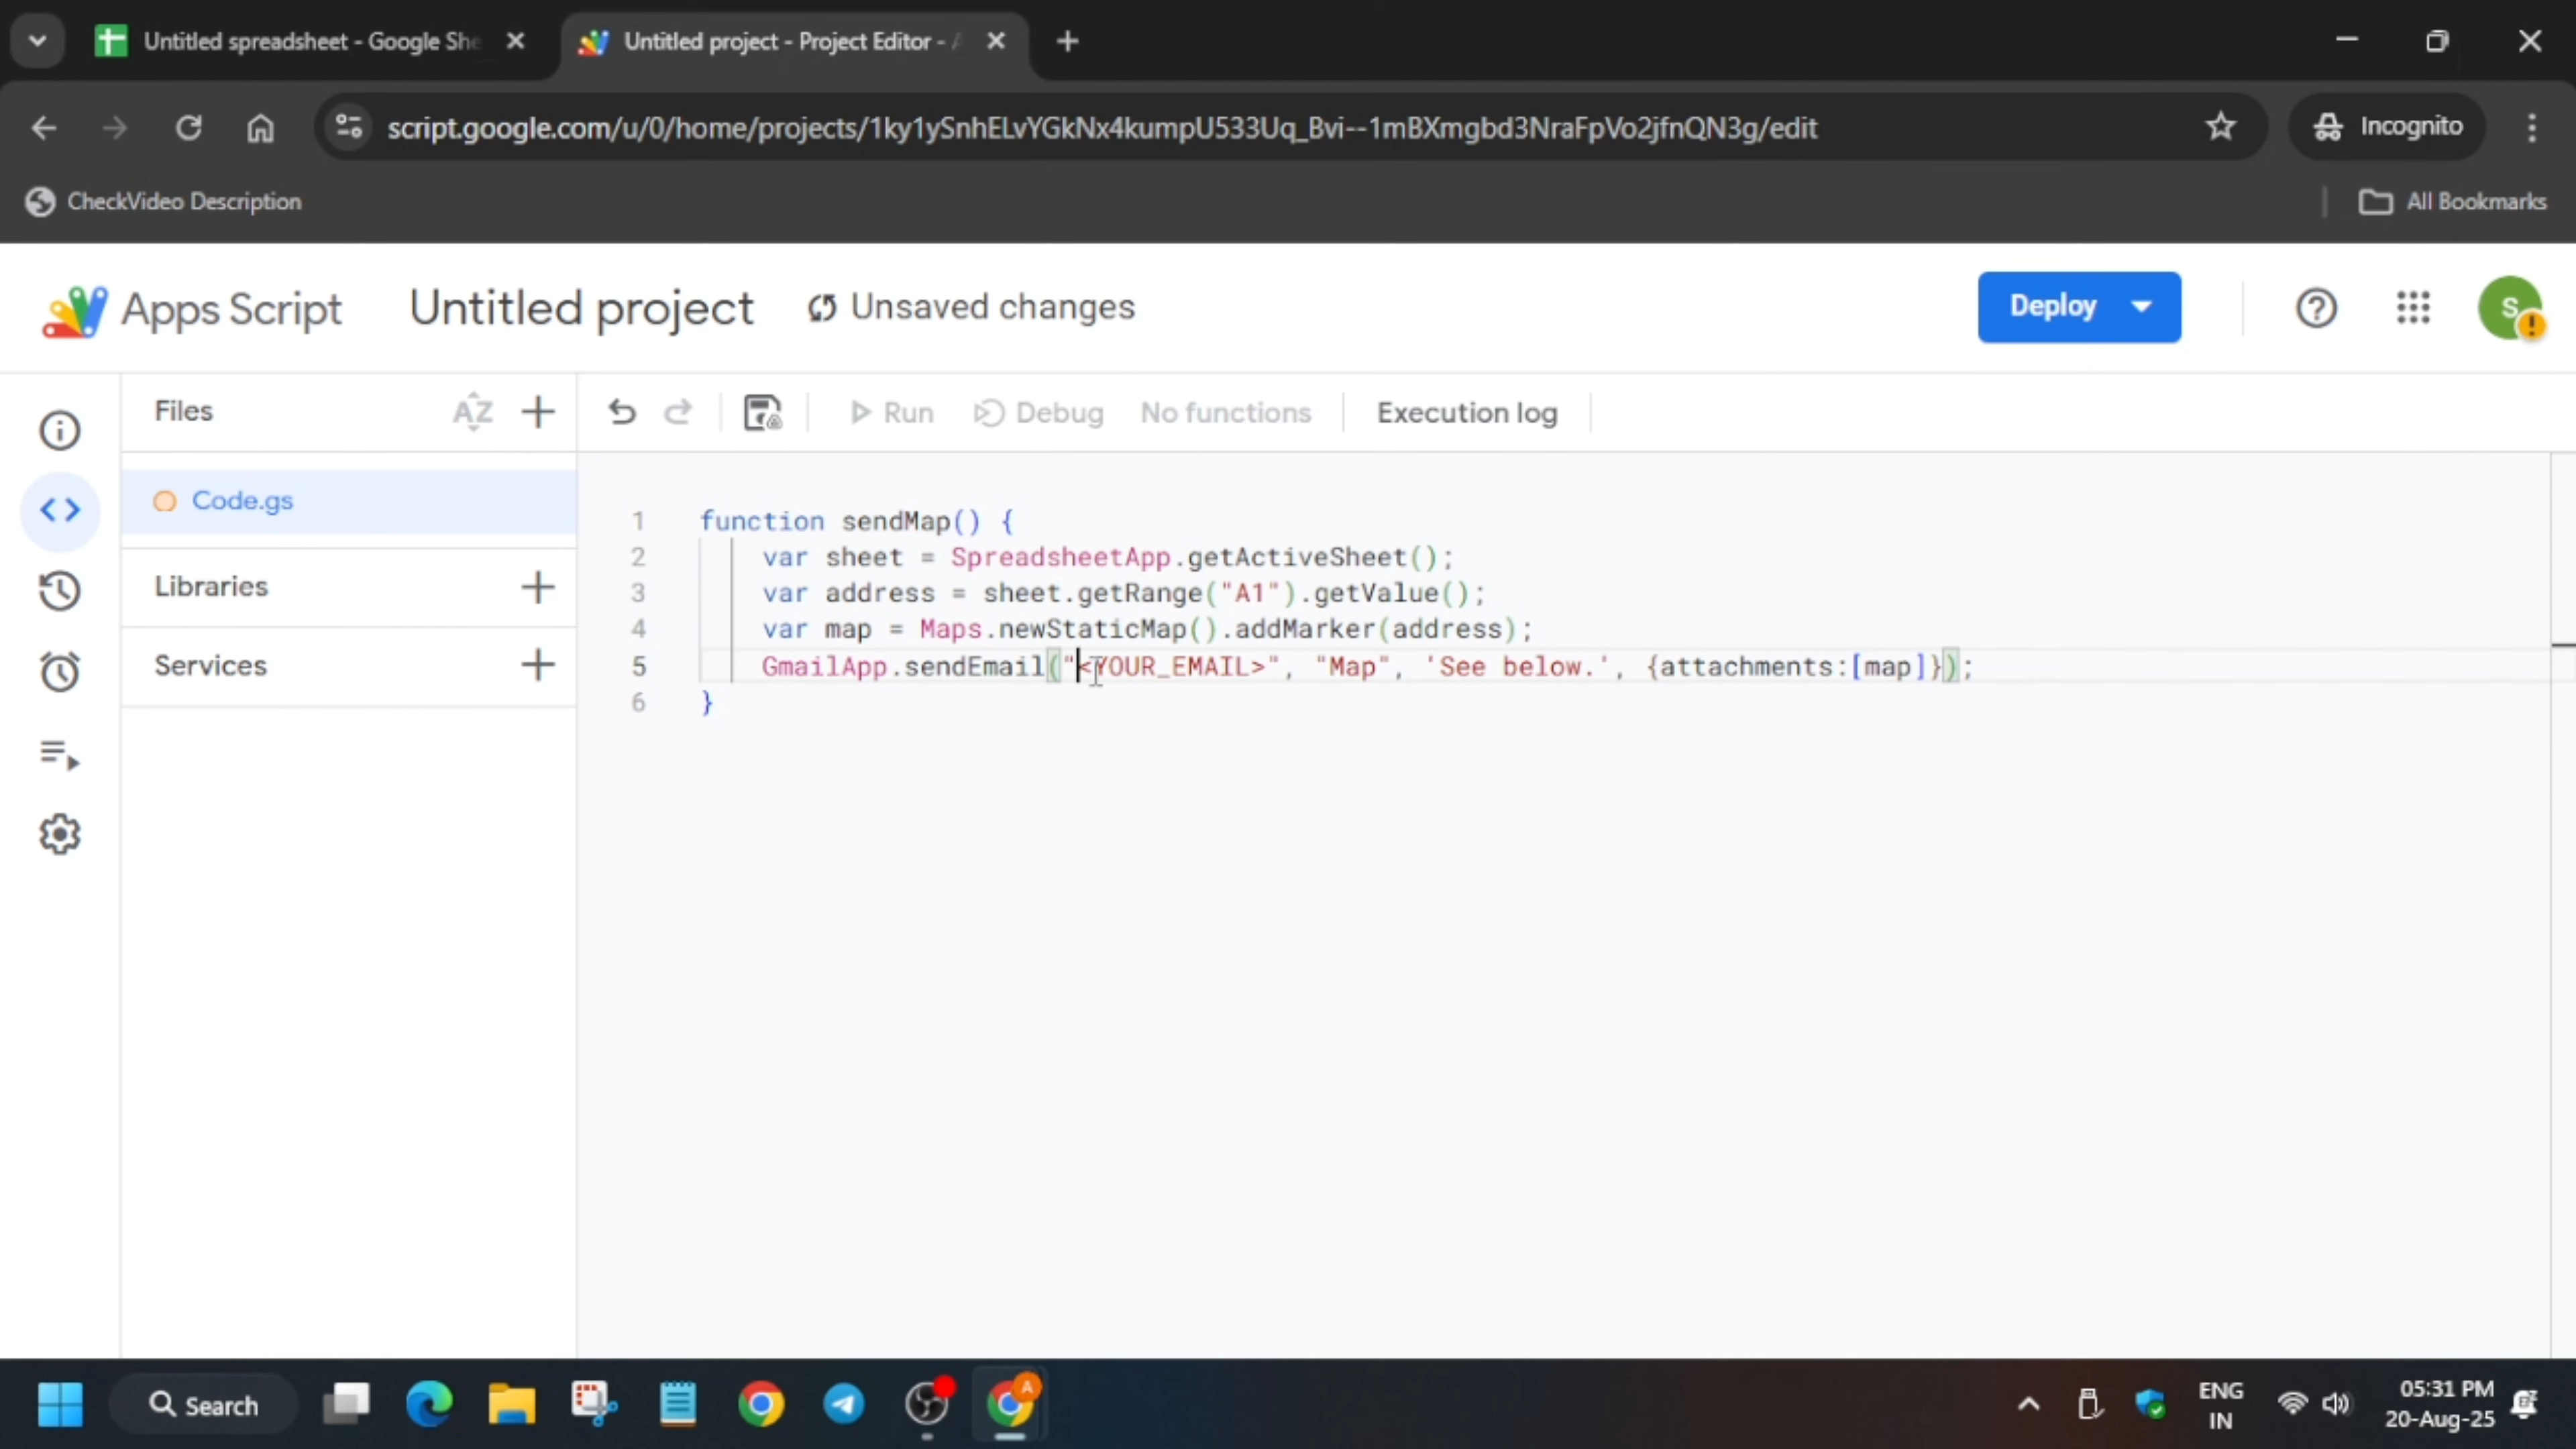 Untitled spreadsheet - Google She
Untitled project - Project Editor - A
script.google.com/u/0/home/projects/1ky1ySnhELvYGkNx4kumpU533Uq_Bvi--1mBXmgbd3NraFpVo2jfnQN3g/edit
Incognito
CheckVideo Description
All Bookmarks
Apps Script
Untitled project
Unsaved changes
Deploy
S
Files
AZ
Run
Debug
No functions
Execution log
Code.gs
Libraries
Services
1 function sendMap() {
2 var sheet = SpreadsheetApp.getActiveSheet();
3 var address = sheet.getRange("A1").getValue();
4 var map = Maps.newStaticMap().addMarker(address);
5 GmailApp.sendEmail("<YOUR_EMAIL>", "Map", 'See below.', {attachments:[map]});
6 }
Search
A
ENG
IN
05:31 PM
20-Aug-25